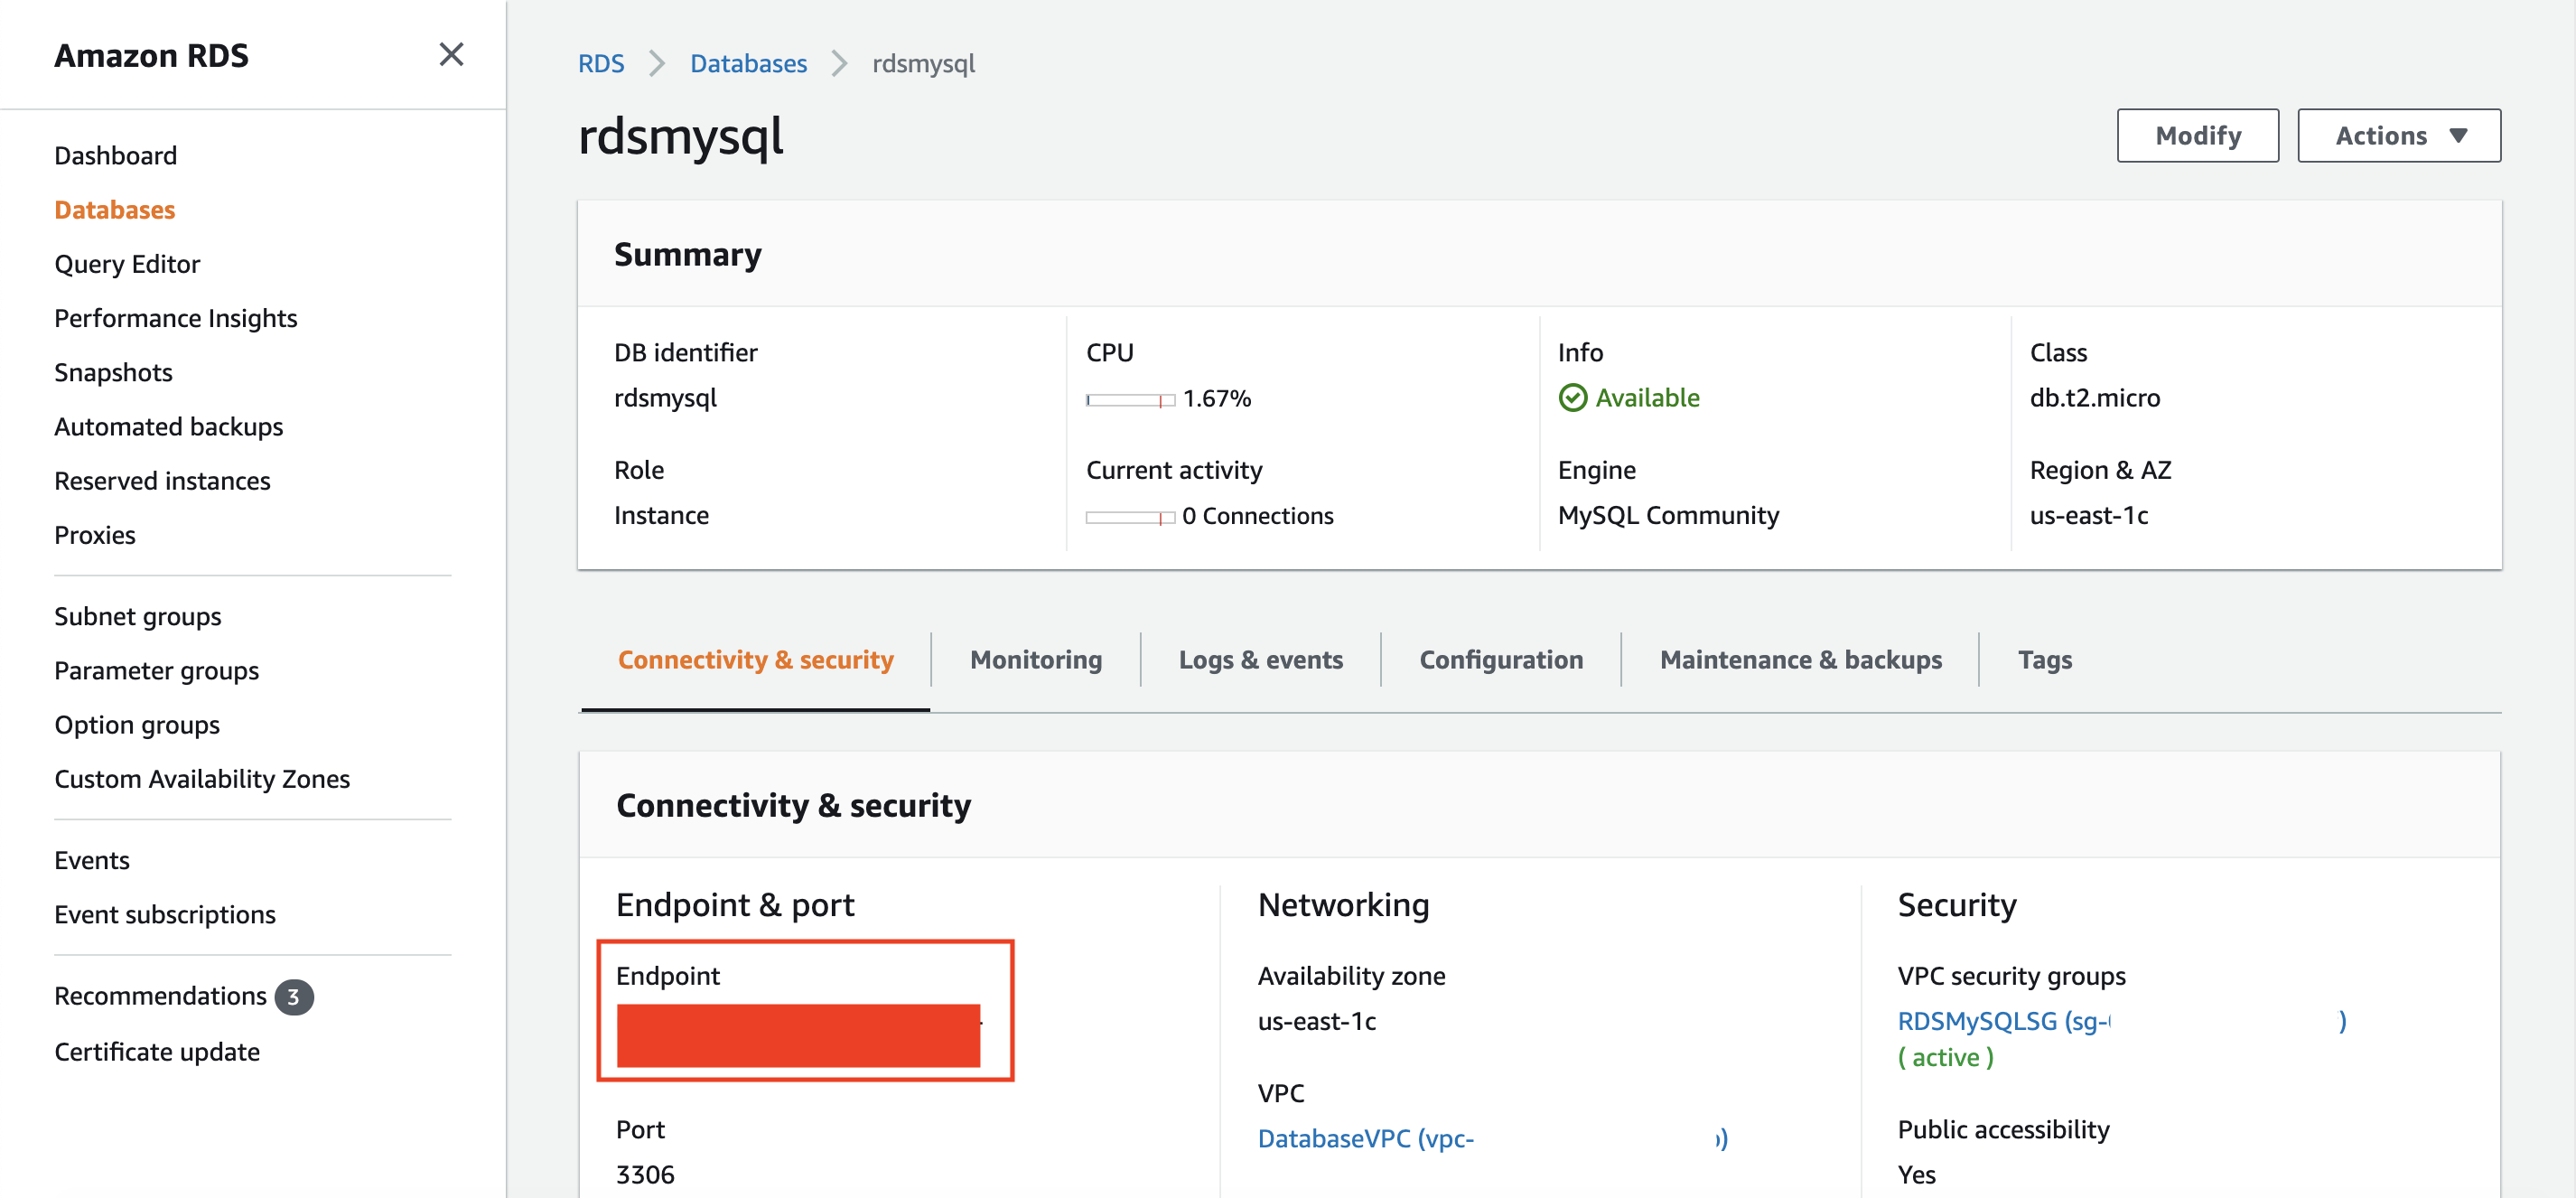 Amazon RDS
Dashboard
Databases
Query Editor
Performance Insights
Snapshots
Automated backups
Reserved instances
Proxies
Subnet groups
Parameter groups
Option groups
Custom Availability Zones
Events
Event subscriptions
Recommendations 3
Certificate update
RDS > Databases > rdsmysql
rdsmysql
Modify
Actions
Summary
DB identifier
rdsmysql
CPU
1.67%
Info
Available
Class
db.t2.micro
Role
Instance
Current activity
0 Connections
Engine
MySQL Community
Region & AZ
us-east-1c
Connectivity & security
Monitoring
Logs & events
Configuration
Maintenance & backups
Tags
Connectivity & security
Endpoint & port
Endpoint
Port
3306
Networking
Availability zone
us-east-1c
VPC
DatabaseVPC (vpc- )
Security
VPC security groups
RDSMySQLSG (sg- )
( active )
Public accessibility
Yes